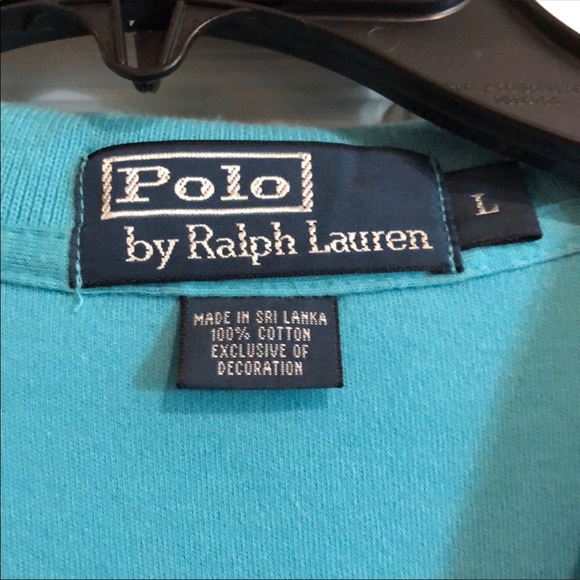 Polo
by Ralph Lauren
L
MADE IN SRI LANKA
100% COTTON
EXCLUSIVE OF
DECORATION